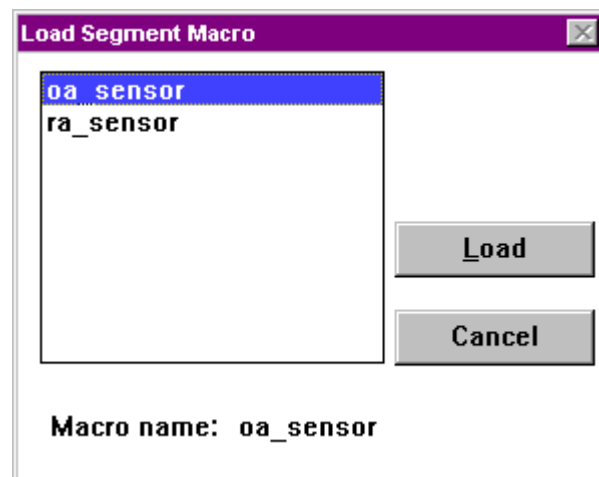 Load Segment Macro
oa_sensor
ra_sensor
Load
Cancel
Macro name: oa_sensor